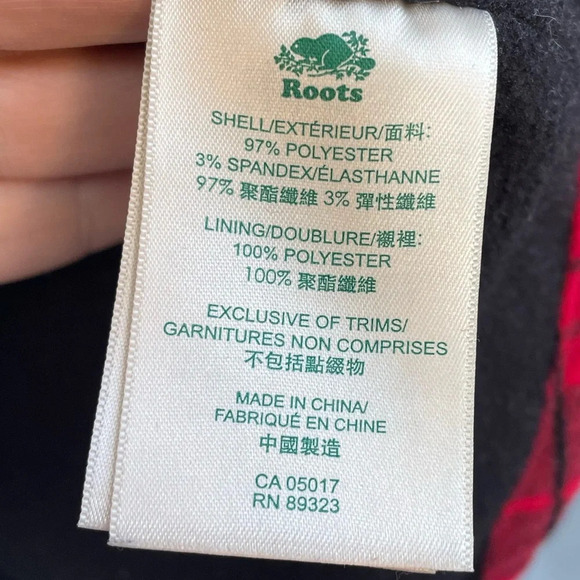 Roots
SHELL/EXTÉRIEUR/面料:
97% POLYESTER
3% SPANDEX/ÉLASTHANNE
97% 聚酯纖維 3% 彈性纖維
LINING/DOUBLURE/襯裡:
100% POLYESTER
100% 聚酯纖維
EXCLUSIVE OF TRIMS/
GARNITURES NON COMPRISES
不包括點綴物
MADE IN CHINA/
FABRIQUÉ EN CHINE
中國製造
CA 05017
RN 89323